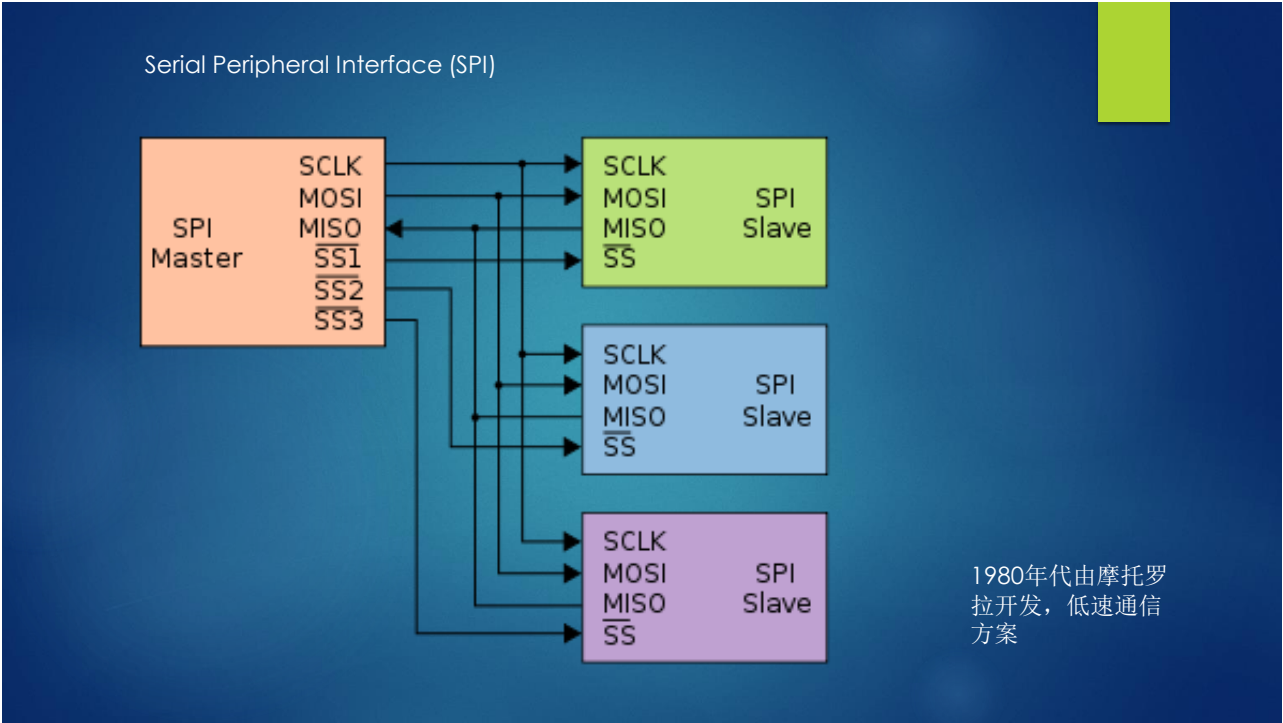 Serial Peripheral Interface (SPI)
SPI
Master
SCLK
MOSI
MISO
SS1
SS2
SS3
SCLK
MOSI
MISO
SS
SPI
Slave
SCLK
MOSI
MISO
SS
SPI
Slave
SCLK
MOSI
MISO
SS
SPI
Slave
1980年代由摩托罗
拉开发，低速通信
方案